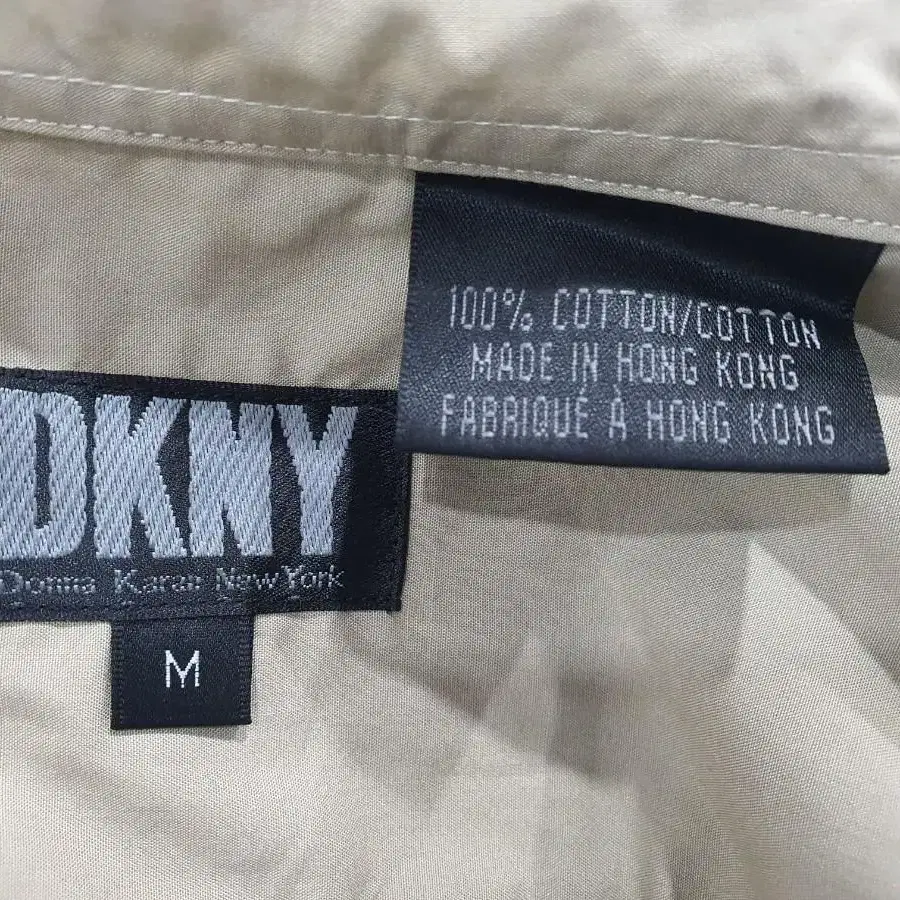 100% COTTON/COTTON
MADE IN HONG KONG
FABRIQUÉ À HONG KONG
DKNY
Donna Karan New York
M